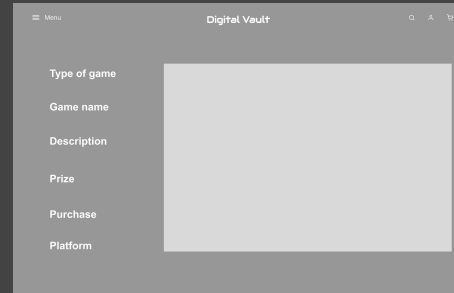 Menu
Digital Vault
Type of game
Game name
Description
Prize
Purchase
Platform